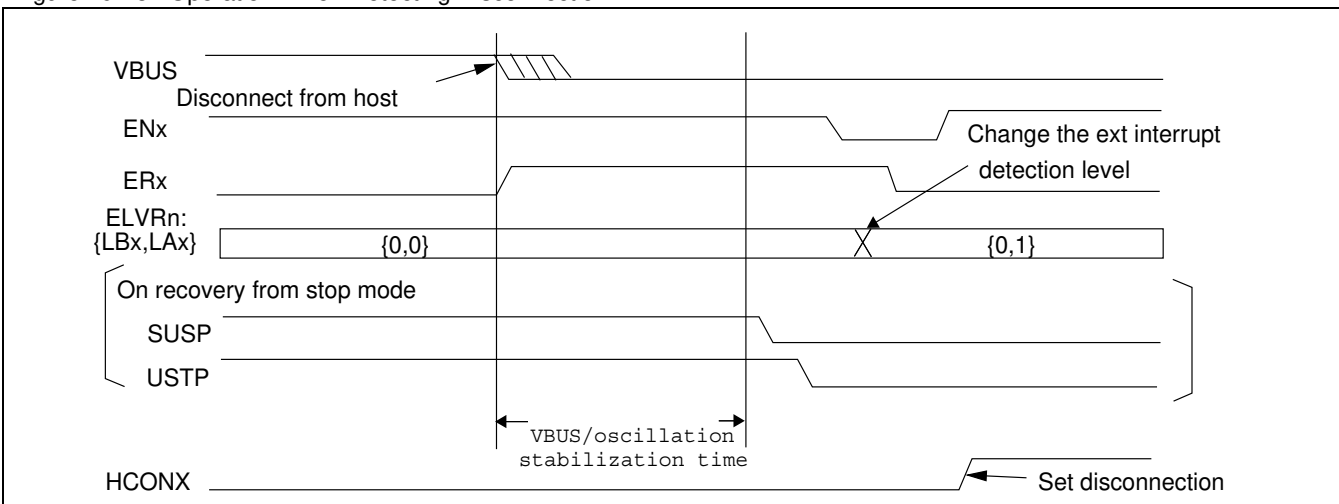 VBUS
Disconnect from host
ENx
Change the ext interrupt
detection level
ERx
ELVRn:
{LBx,LAx}
{0,0}
{0,1}
On recovery from stop mode
SUSP
USTP
VBUS/oscillation
stabilization time
HCONX
Set disconnection